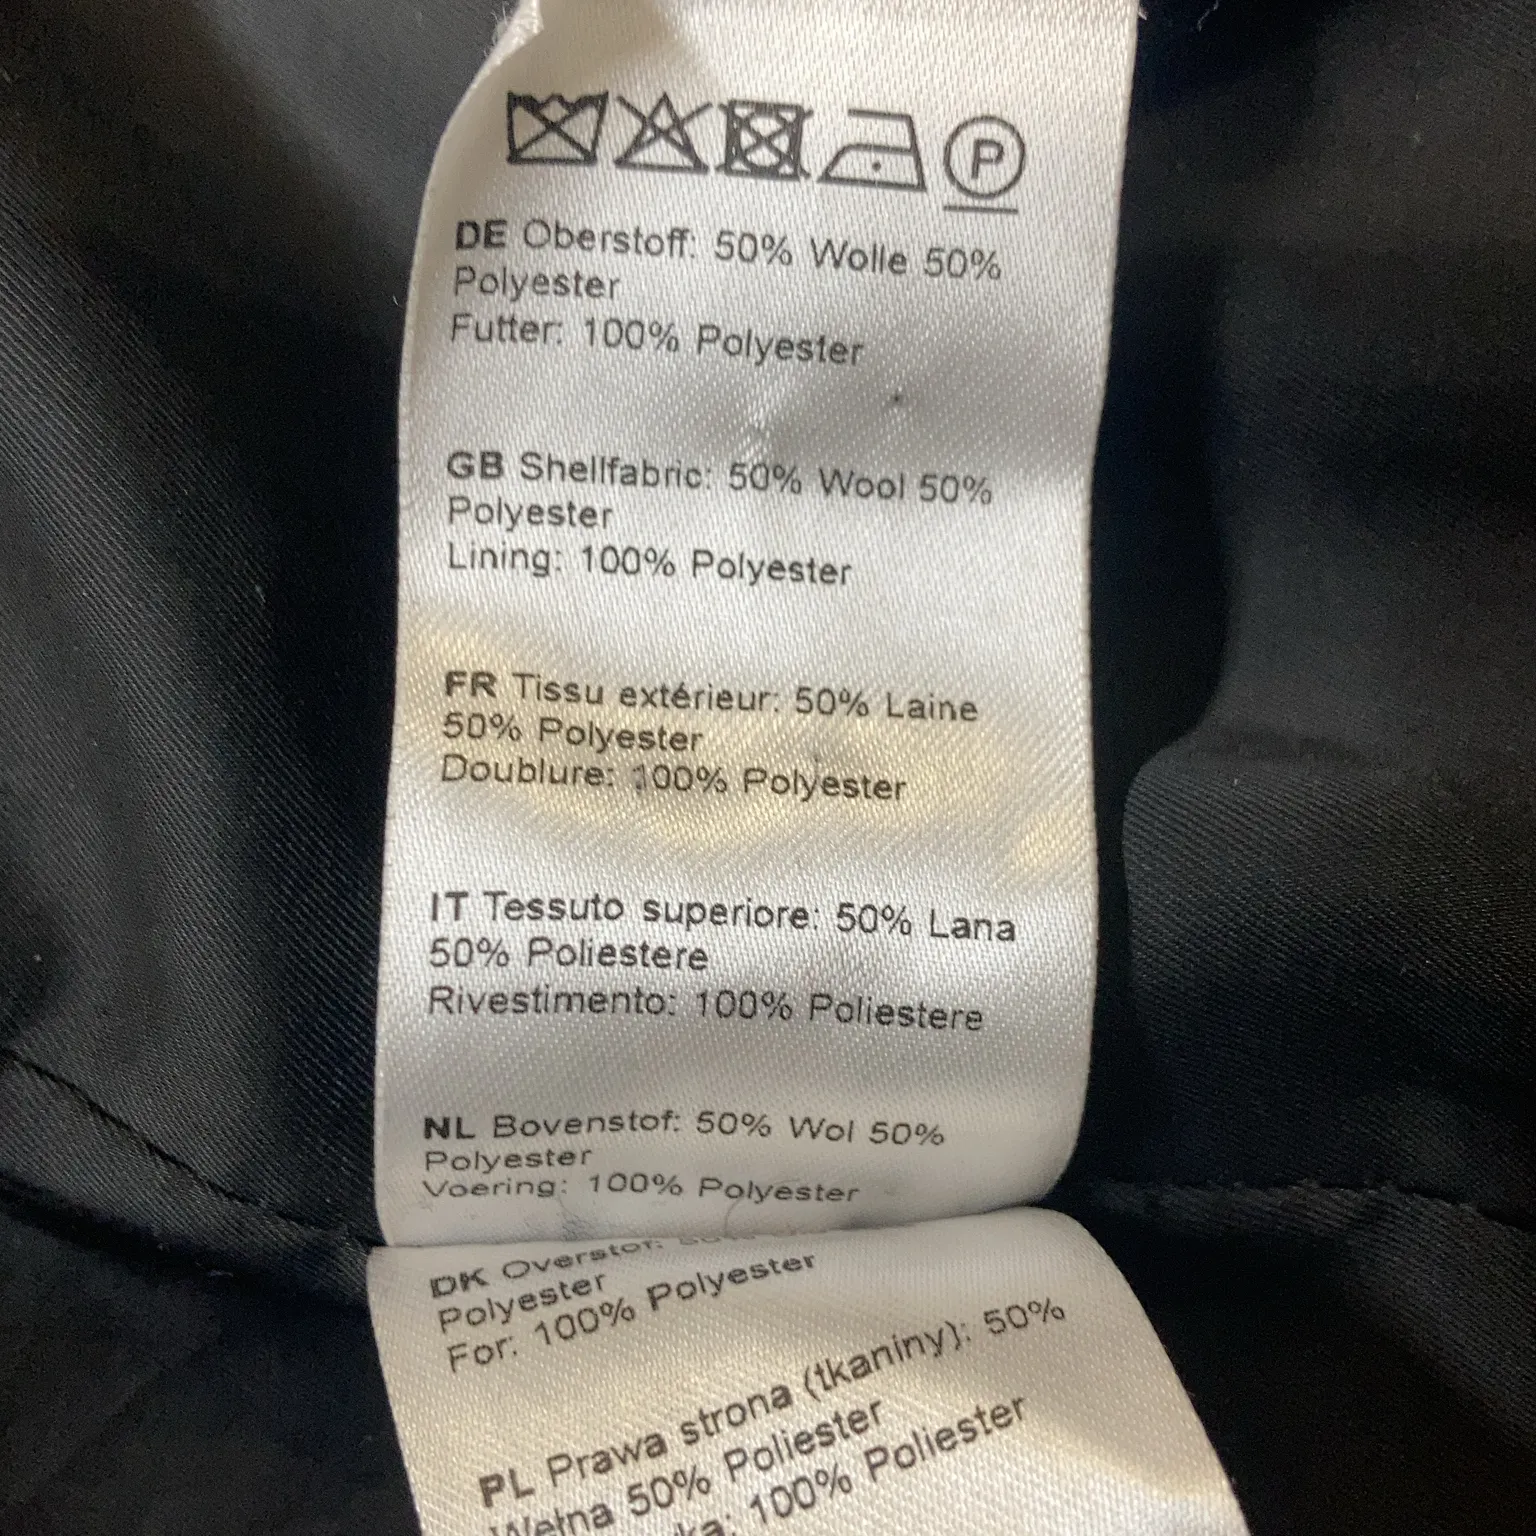 P
DE Oberstoff: 50% Wolle 50%
Polyester
Futter: 100% Polyester
GB Shellfabric: 50% Wool 50%
Polyester
Lining: 100% Polyester
FR Tissu extérieur: 50% Laine
50% Polyester
Doublure: 100% Polyester
IT Tessuto superiore: 50% Lana
50% Poliestere
Rivestimento: 100% Poliestere
NL Bovenstof: 50% Wol 50%
Polyester
Voering: 100% Polyester
DK Overstof:
Polyester
For: 100% Polyester
PL Prawa strona (tkaniny): 50%
Wełna 50% Poliester
100% Poliester